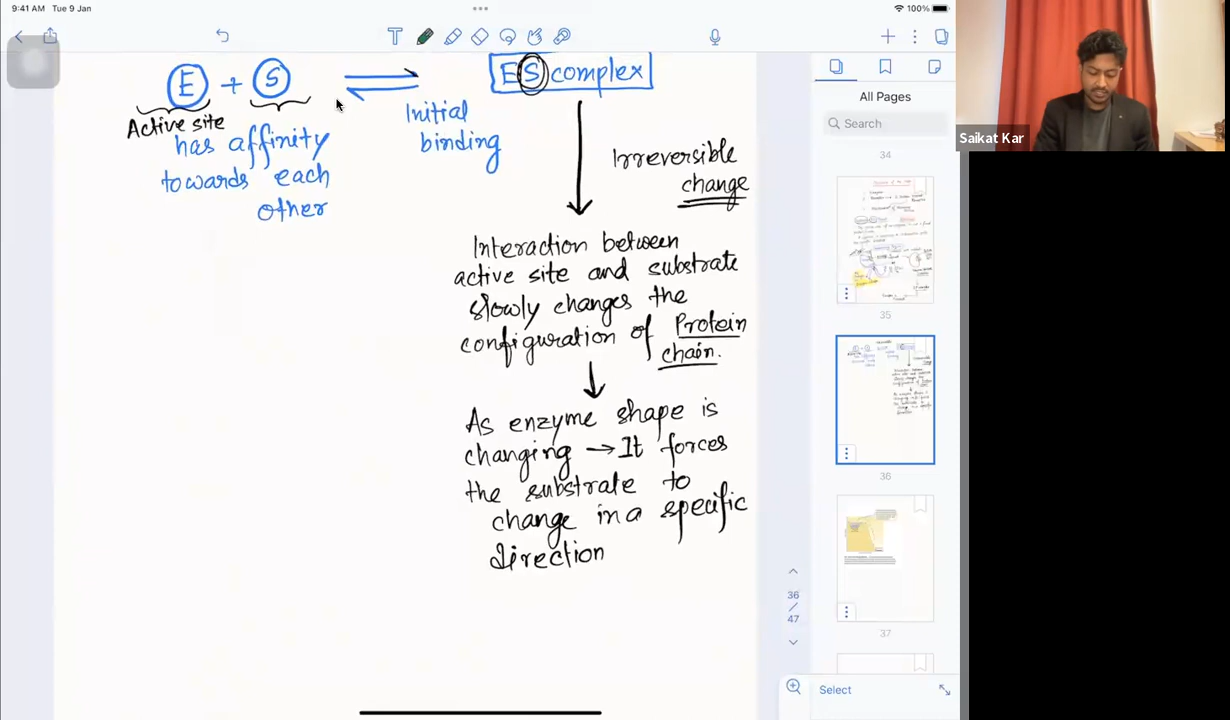 9:41 AM Tue 9 Jan
100%
E + S
ES complex
Active site
has affinity
towards each
other
Initial
binding
Irreversible
change
Interaction between
active site and substrate
slowly changes the
configuration of Protein
chain.
As enzyme shape is
changing → It forces
the substrate to
change in a specific
direction
All Pages
Search
34
35
36
37
36
/
47
Select
Saikat Kar